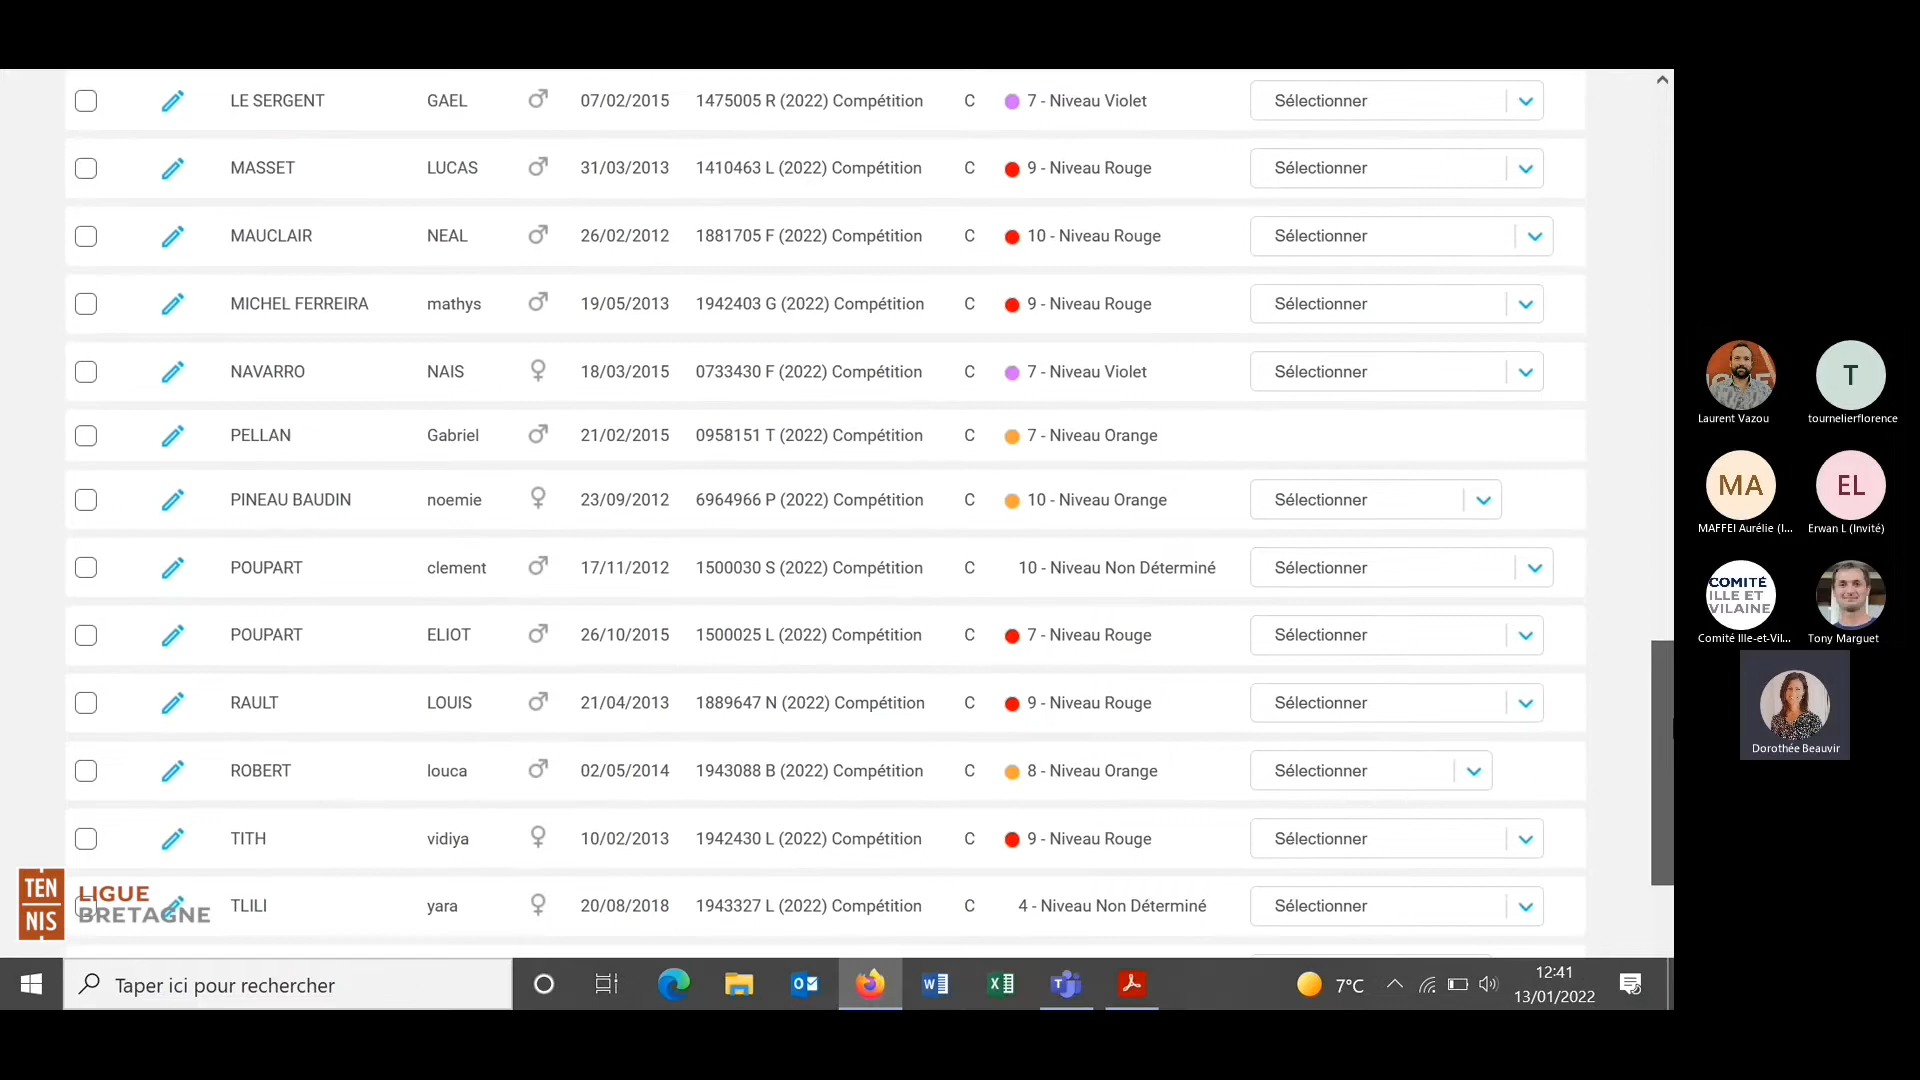 LE SERGENT GAEL 07/02/2015 1475005 R (2022) Compétition C 7 - Niveau Violet Sélectionner
MASSET LUCAS 31/03/2013 1410463 L (2022) Compétition C 9 - Niveau Rouge Sélectionner
MAUCLAIR NEAL 26/02/2012 1881705 F (2022) Compétition C 10 - Niveau Rouge Sélectionner
MICHEL FERREIRA mathys 19/05/2013 1942403 G (2022) Compétition C 9 - Niveau Rouge Sélectionner
NAVARRO NAIS 18/03/2015 0733430 F (2022) Compétition C 7 - Niveau Violet Sélectionner
PELLAN Gabriel 21/02/2015 0958151 T (2022) Compétition C 7 - Niveau Orange
PINEAU BAUDIN noemie 23/09/2012 6964966 P (2022) Compétition C 10 - Niveau Orange Sélectionner
POUPART clement 17/11/2012 1500030 S (2022) Compétition C 10 - Niveau Non Déterminé Sélectionner
POUPART ELIOT 26/10/2015 1500025 L (2022) Compétition C 7 - Niveau Rouge Sélectionner
RAULT LOUIS 21/04/2013 1889647 N (2022) Compétition C 9 - Niveau Rouge Sélectionner
ROBERT louca 02/05/2014 1943088 B (2022) Compétition C 8 - Niveau Orange Sélectionner
TITH vidiya 10/02/2013 1942430 L (2022) Compétition C 9 - Niveau Rouge Sélectionner
TLILI yara 20/08/2018 1943327 L (2022) Compétition C 4 - Niveau Non Déterminé Sélectionner
TEN
NIS
LIGUE
BRETAGNE
Taper ici pour rechercher
7°C
12:41
13/01/2022
Laurent Vazou
T
tournelierflorence
MA
MAFFEI Aurélie (I...
EL
Erwan L (Invité)
COMITÉ
ILLE ET
VILAINE
Comité Ille-et-Vil...
Tony Marguet
Dorothée Beauvir